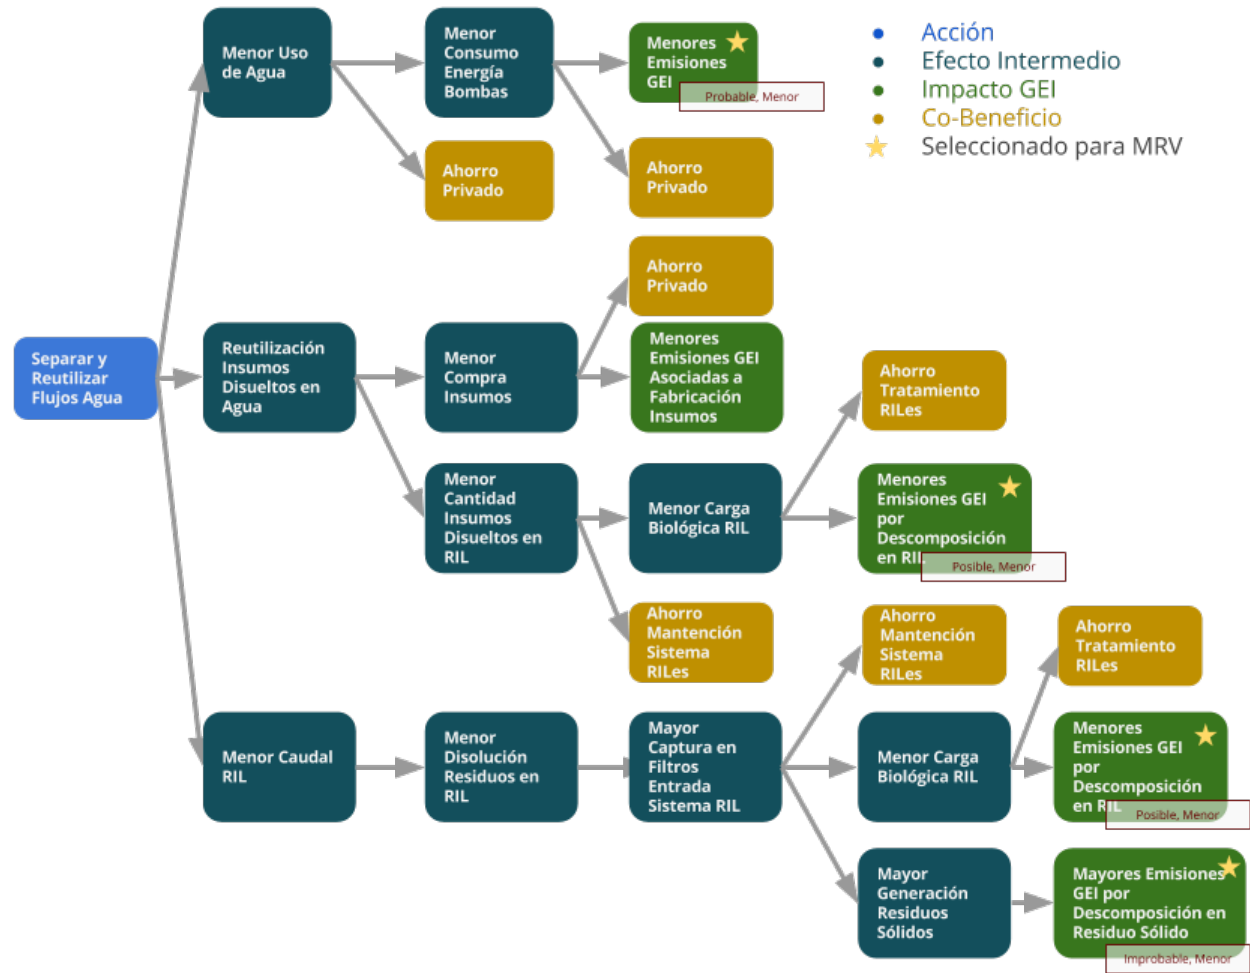 Acción
Efecto Intermedio
Impacto GEI
Co-Beneficio
Seleccionado para MRV
Separar y
Reutilizar
Flujos Agua
Menor Uso
de Agua
Menor
Consumo
Energía
Bombas
Menores
Emisiones
GEI
Probable, Menor
Ahorro
Privado
Ahorro
Privado
Reutilización
Insumos
Disueltos en
Agua
Menor
Compra
Insumos
Ahorro
Privado
Menores
Emisiones GEI
Asociadas a
Fabricación
Insumos
Menor
Cantidad
Insumos
Disueltos en
RIL
Menor Carga
Biológica RIL
Ahorro
Tratamiento
RILes
Menores
Emisiones GEI
por
Descomposición
en RIL
Posible, Menor
Ahorro
Mantención
Sistema
RILes
Menor Caudal
RIL
Menor
Disolución
Residuos en
RIL
Mayor
Captura en
Filtros
Entrada
Sistema RIL
Ahorro
Mantención
Sistema
RILes
Menor Carga
Biológica RIL
Ahorro
Tratamiento
RILes
Menores
Emisiones GEI
por
Descomposición
en RIL
Posible, Menor
Mayor
Generación
Residuos
Sólidos
Mayores Emisiones
GEI por
Descomposición en
Residuo Sólido
Improbable, Menor